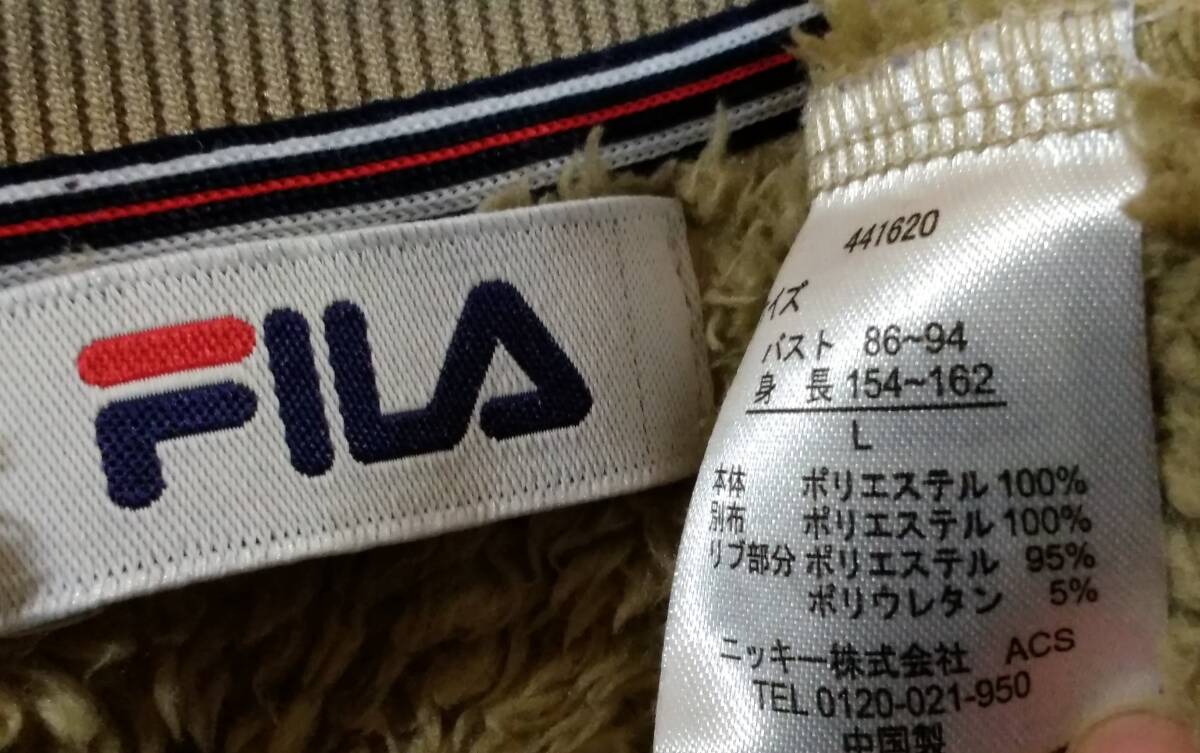 FILA
441620
イズ
バスト 86~94
身 長 154~162
L
本体 ポリエステル 100%
別布 ポリエステル 100%
リブ部分 ポリエステル 95%
ポリウレタン 5%
ニッキー株式会社 ACS
TEL 0120-021-950
中国製